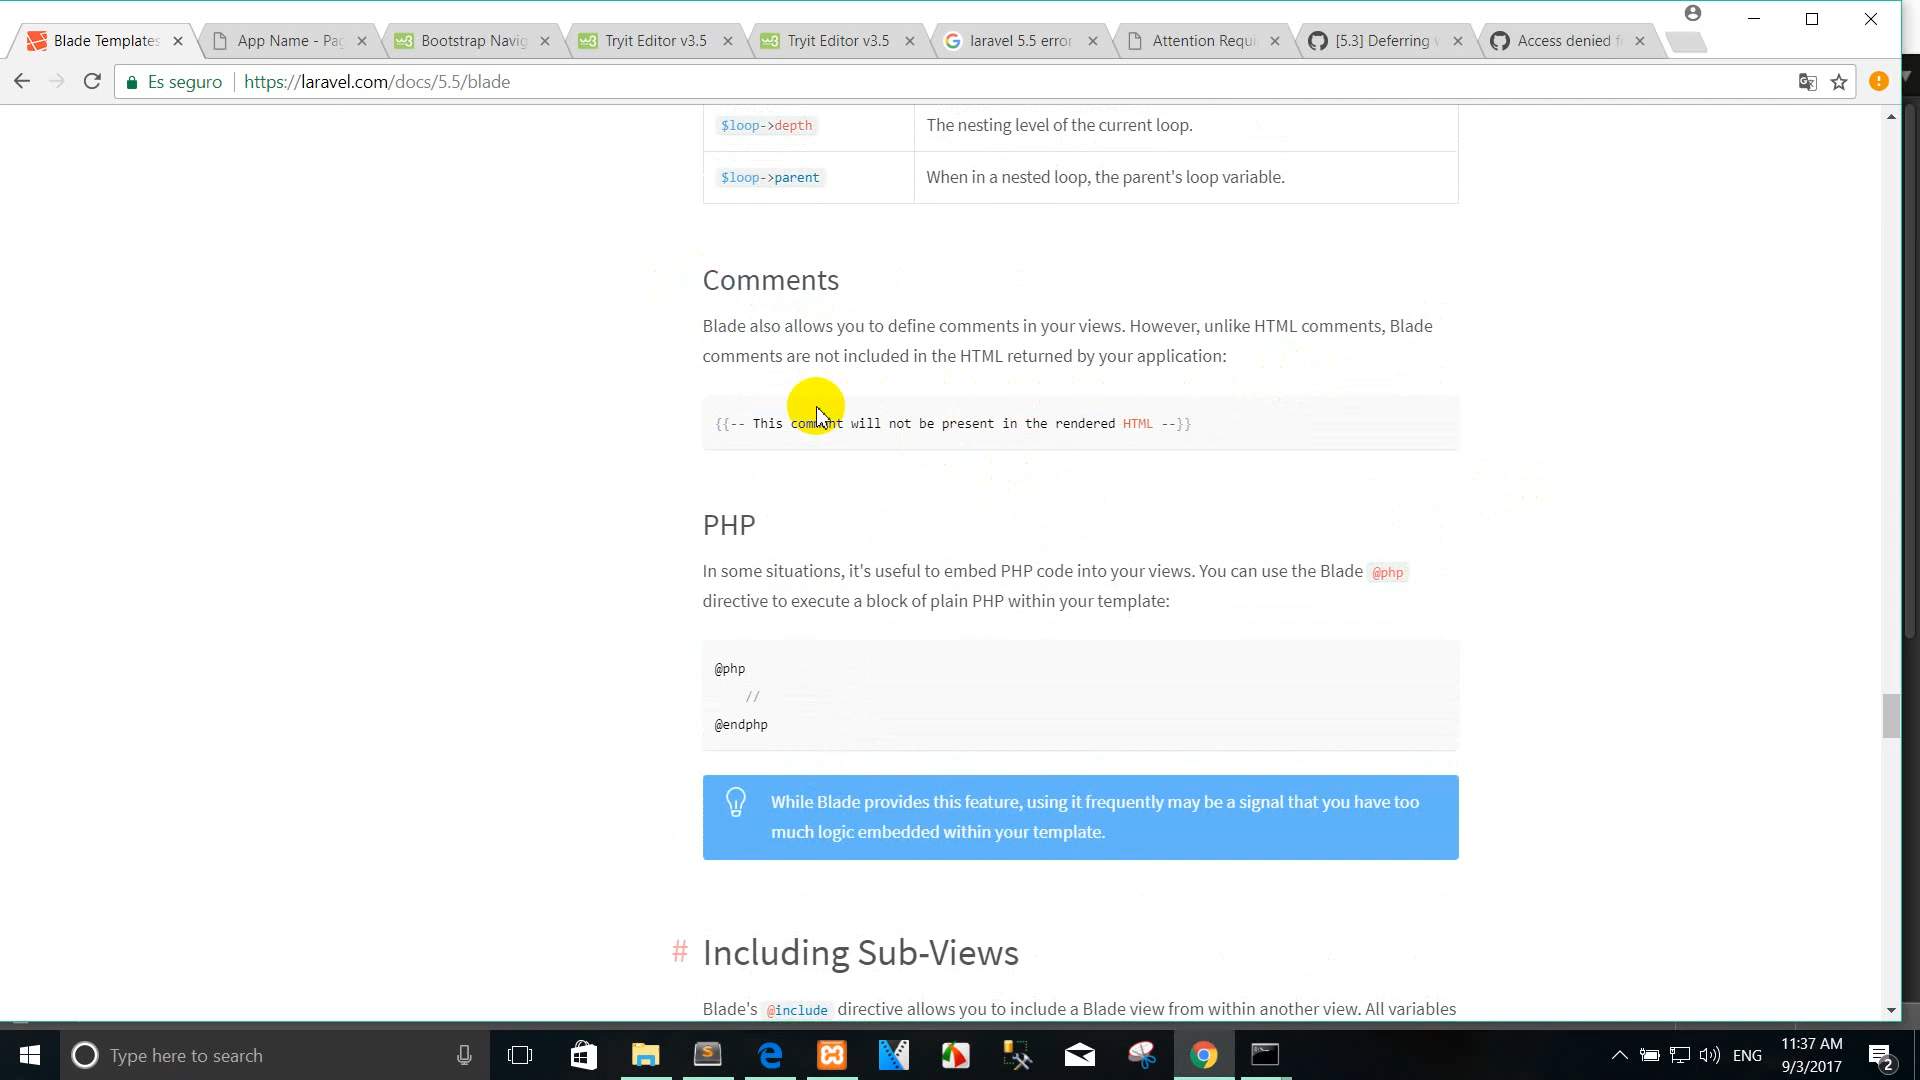 Blade Templates
App Name - Pag
Bootstrap Navig
Tryit Editor v3.5
Tryit Editor v3.5
laravel 5.5 error
Attention Requi
[5.3] Deferring
Access denied f
Es seguro
https://laravel.com/docs/5.5/blade
$loop->depth
The nesting level of the current loop.
$loop->parent
When in a nested loop, the parent's loop variable.
Comments
Blade also allows you to define comments in your views. However, unlike HTML comments, Blade
comments are not included in the HTML returned by your application:
{{-- This comment will not be present in the rendered HTML --}}
PHP
In some situations, it's useful to embed PHP code into your views. You can use the Blade @php
directive to execute a block of plain PHP within your template:
@php
//
@endphp
While Blade provides this feature, using it frequently may be a signal that you have too
much logic embedded within your template.
# Including Sub-Views
Blade's @include directive allows you to include a Blade view from within another view. All variables
Type here to search
ENG
11:37 AM
9/3/2017
2